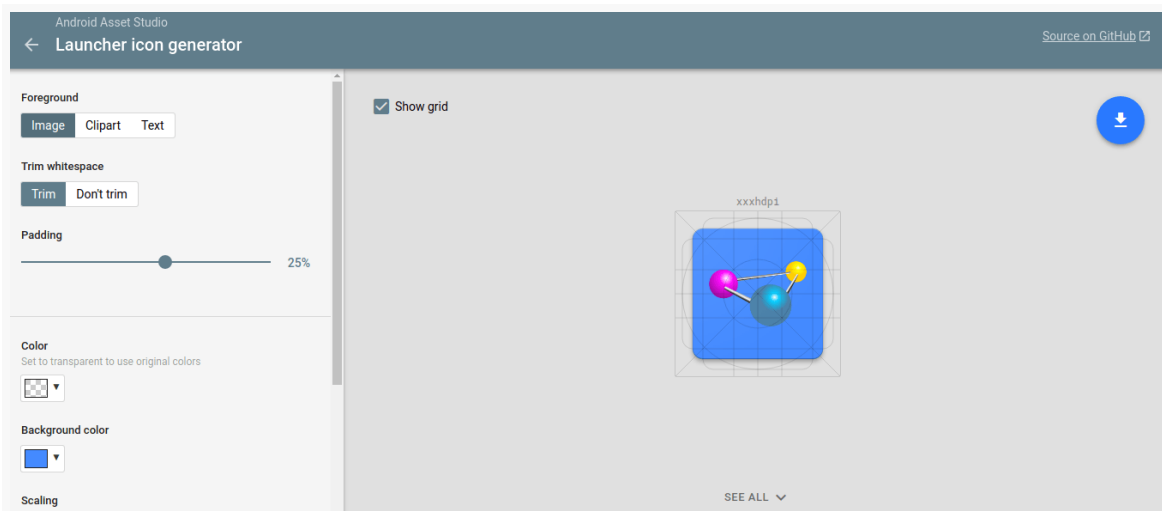 Android Asset Studio
Launcher icon generator
Source on GitHub
Foreground
Image Clipart Text
Trim whitespace
Trim Don't trim
Padding
25%
Color
Set to transparent to use original colors
Background color
Scaling
Show grid
xxxhdpi
SEE ALL